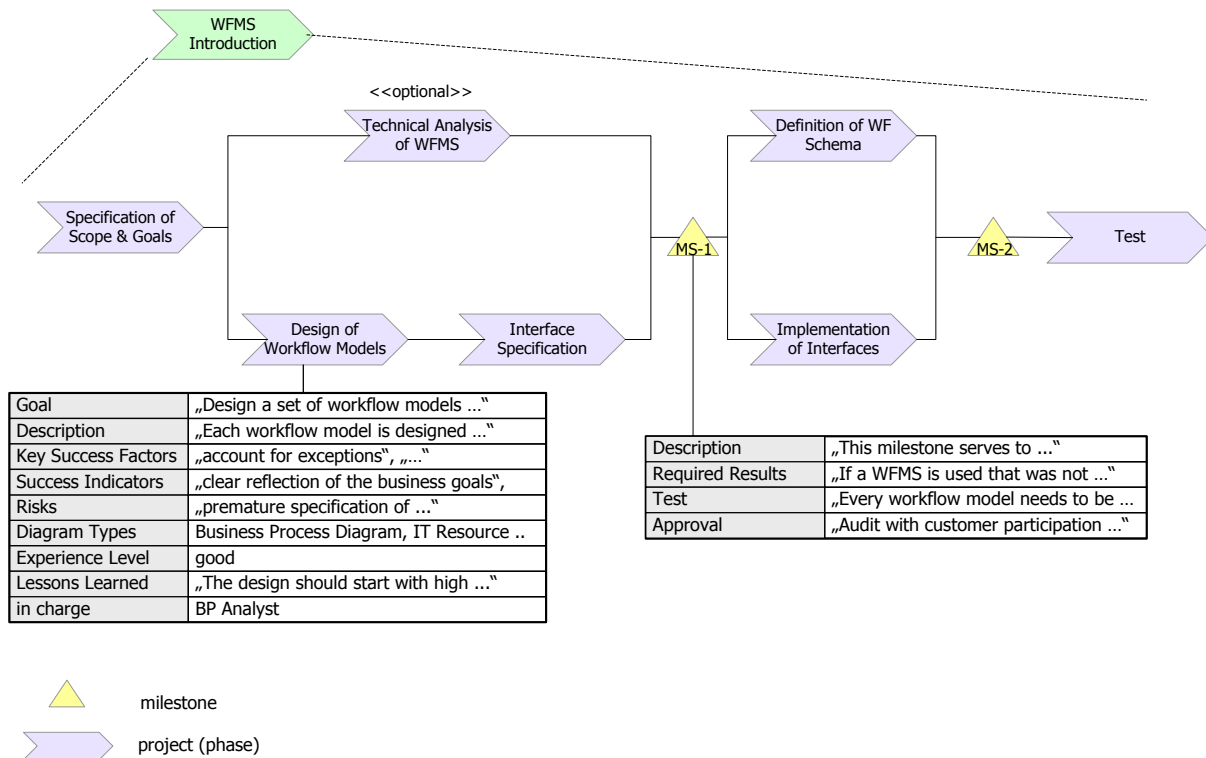 WFMS
Introduction
<<optional>>
Technical Analysis
of WFMS
Definition of WF
Schema
Specification of
Scope & Goals
MS-1
MS-2
Test
Design of
Workflow Models
Interface
Specification
Implementation
of Interfaces
Goal „Design a set of workflow models ...“
Description „Each workflow model is designed ...“
Key Success Factors „account for exceptions“, „...“
Success Indicators „clear reflection of the business goals“,
Risks „premature specification of ...“
Diagram Types Business Process Diagram, IT Resource ..
Experience Level good
Lessons Learned „The design should start with high ...“
in charge BP Analyst
Description „This milestone serves to ...“
Required Results „If a WFMS is used that was not ...“
Test „Every workflow model needs to be ...
Approval „Audit with customer participation ...“
milestone
project (phase)